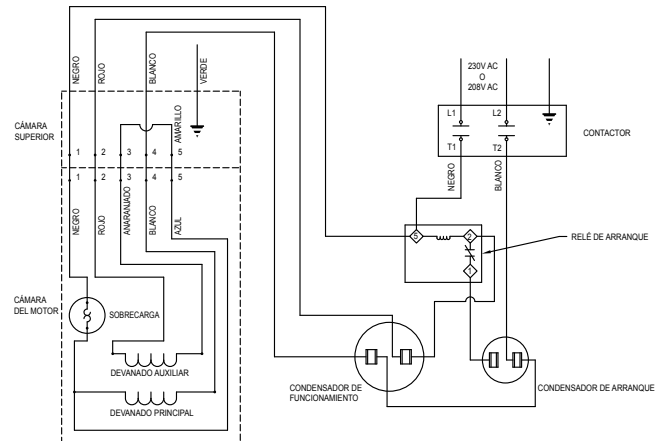 NEGRO
ROJO
BLANCO
VERDE
AMARILLO
CÁMARA
SUPERIOR
1 2 3 4 5
1 2 3 4 5
NEGRO
ROJO
ANARANJADO
BLANCO
AZUL
CÁMARA
DEL MOTOR
SOBRECARGA
DEVANADO AUXILIAR
DEVANADO PRINCIPAL
230V AC
O
208V AC
L1 L2
CONTACTOR
T1 T2
NEGRO
BLANCO
5 2
RELÉ DE ARRANQUE
1
CONDENSADOR DE
FUNCIONAMIENTO
CONDENSADOR DE ARRANQUE